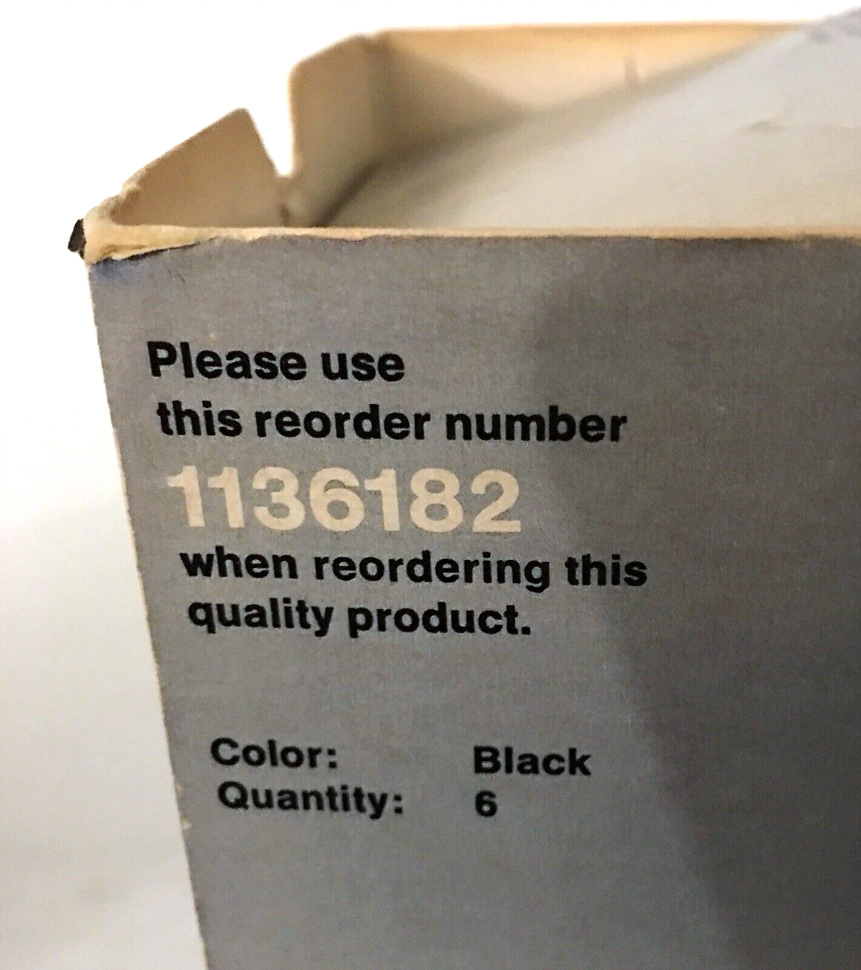 Please use
this reorder number
1136182
when reordering this
quality product.
Color: Black
Quantity: 6